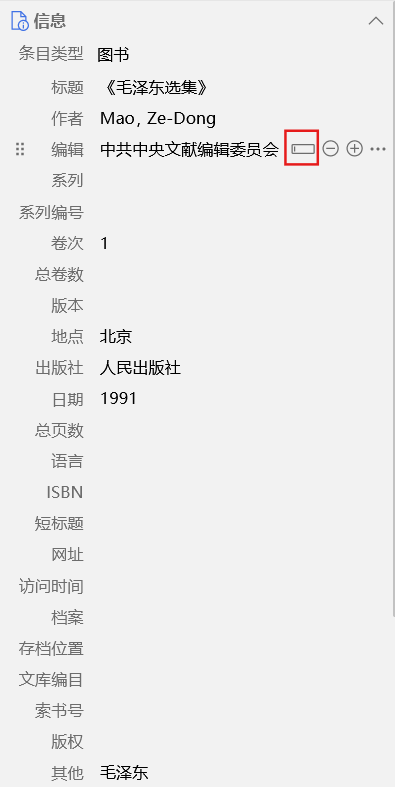 信息
条目类型 图书
标题 《毛泽东选集》
作者 Mao, Ze-Dong
编辑 中共中央文献编辑委员会
系列
系列编号
卷次 1
总卷数
版本
地点 北京
出版社 人民出版社
日期 1991
总页数
语言
ISBN
短标题
网址
访问时间
档案
存档位置
文库编目
索书号
版权
其他 毛泽东